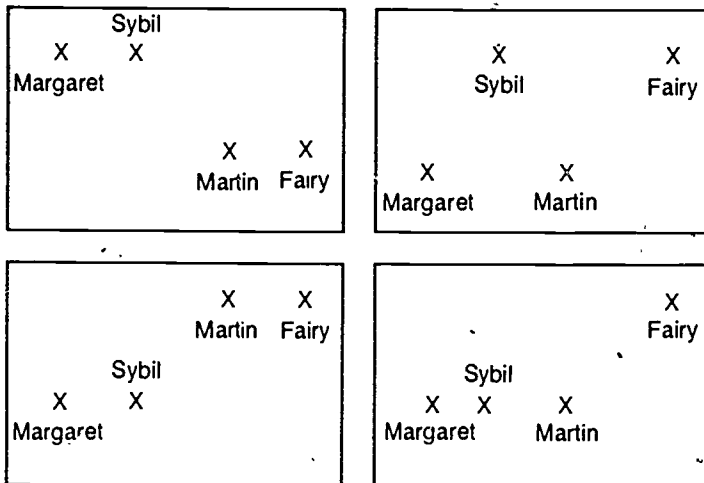 Sybil
X X
Margaret
X X
Martin Fairy
X X
Sybil Fairy
X X
Margaret Martin
X X
Martin Fairy
Sybil
X X
Margaret
X
Fairy
Sybil
X X X
Margaret Martin